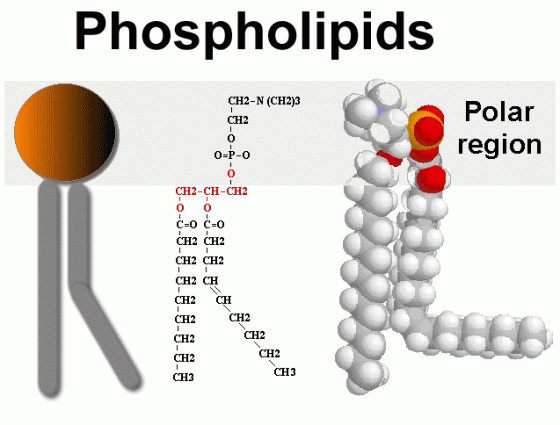 Phospholipids
CH2–N (CH2)3
CH2
O
O=P–O
O
CH2–CH–CH2
O O
C=O C=O
CH2 CH2
CH2 CH2
CH2 CH
CH2 CH
CH2 CH2
CH2 CH2
CH2 CH2
CH3 CH3
Polar
region